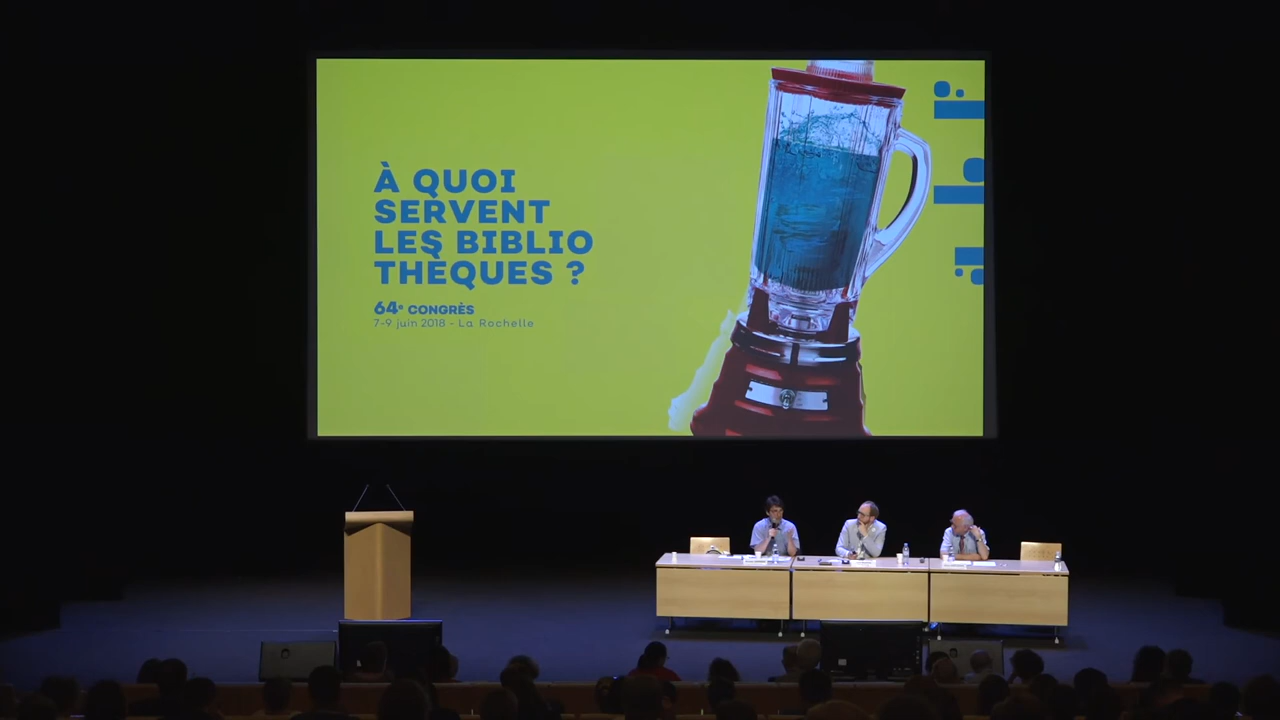 À QUOI
SERVENT
LES BIBLIO
THÈQUES ?
64e CONGRÈS
7-9 juin 2018 - La Rochelle